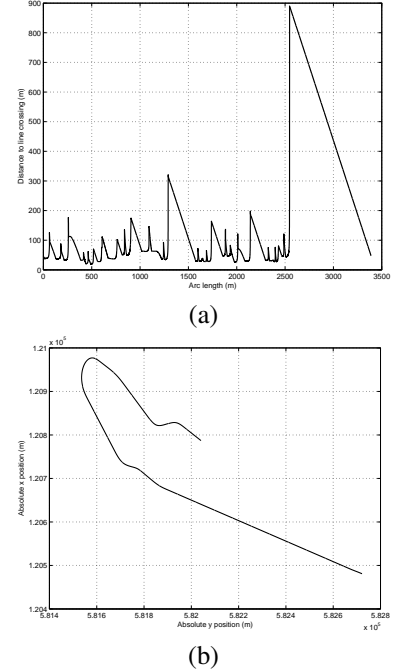 900
800
700
600
500
400
300
200
100
0
Distance to line crossing (m)
0 500 1000 1500 2000 2500 3000 3500
Arc length (m)
(a)
x 10⁵
1.21
1.209
1.208
1.207
1.206
1.205
1.204
Absolute x position (m)
5.814 5.816 5.818 5.82 5.822 5.824 5.826 5.828
Absolute y position (m)
x 10⁵
(b)